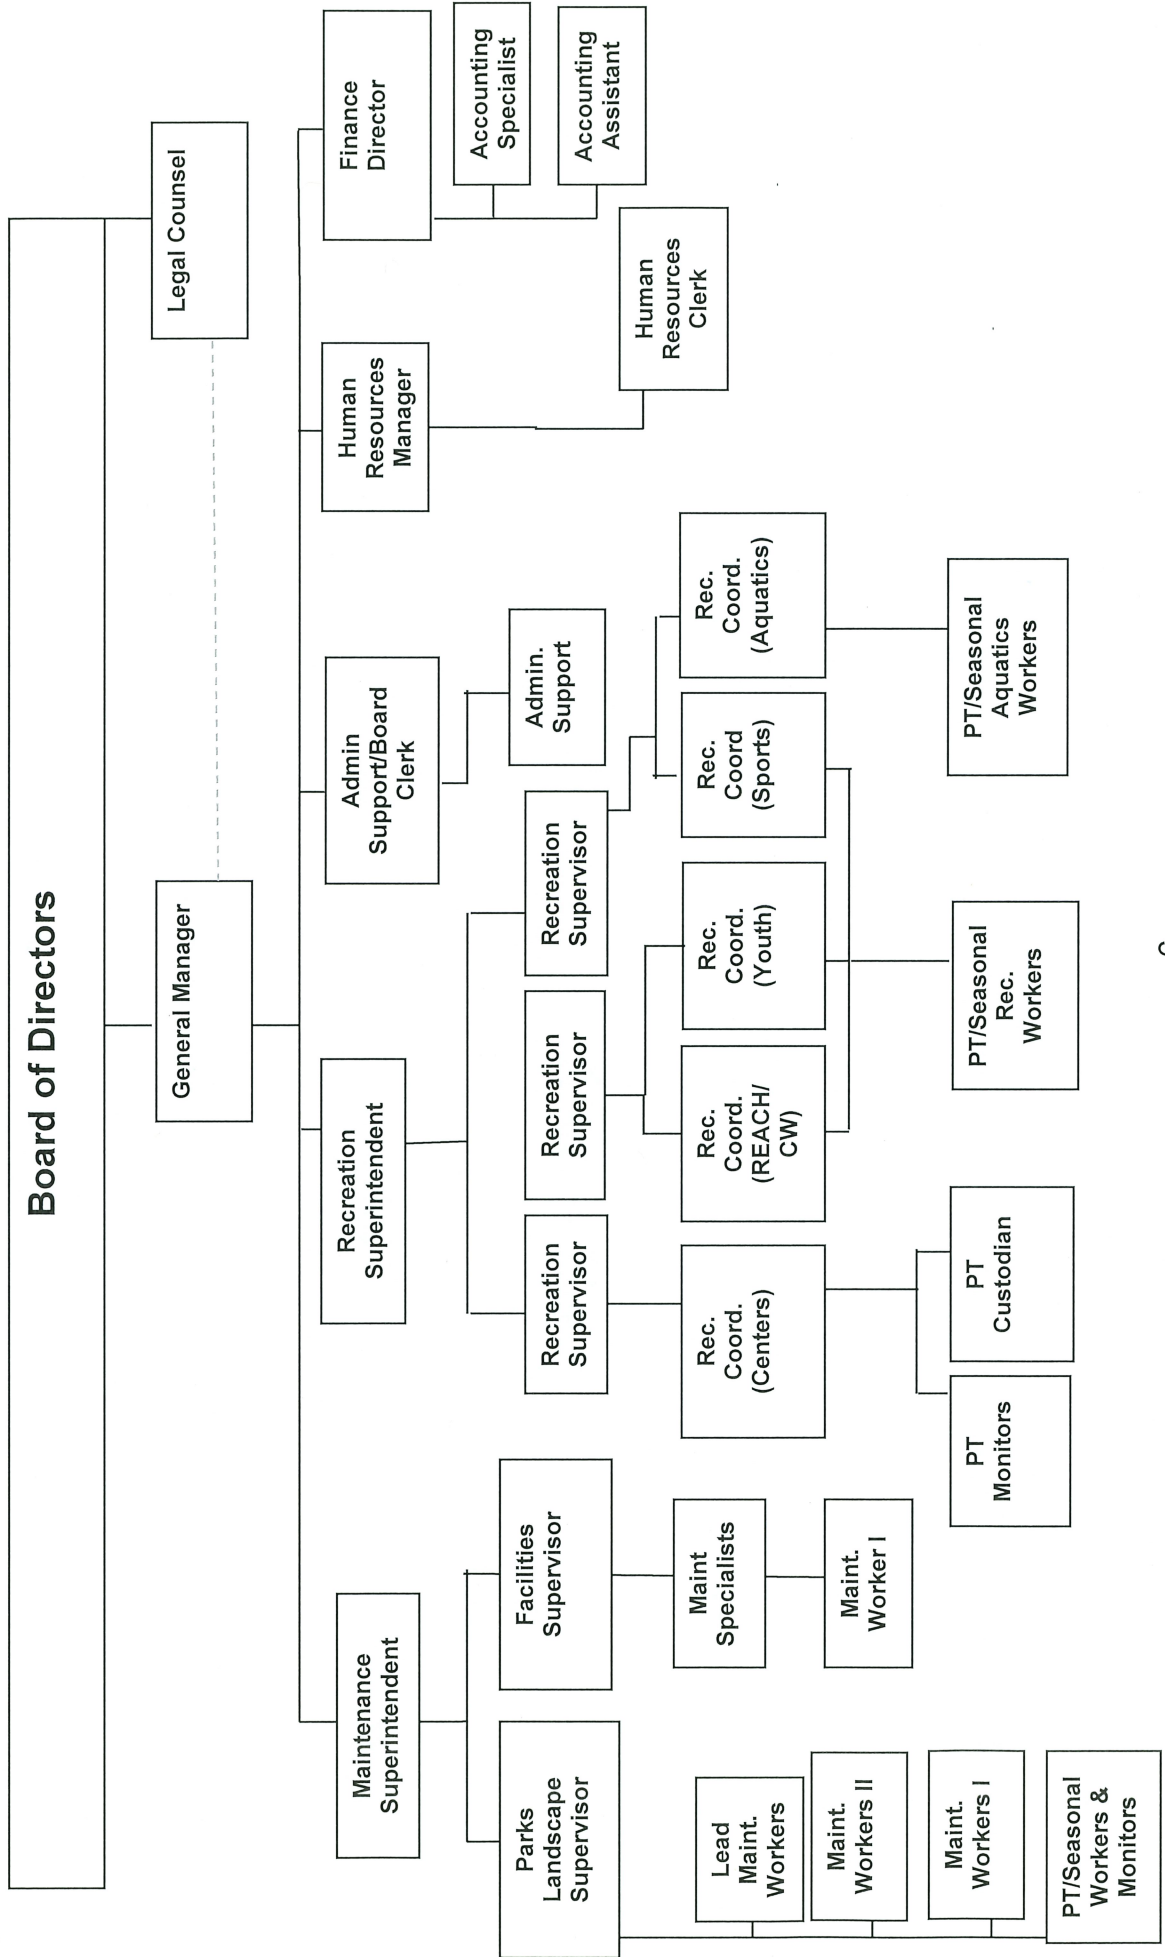 Board of Directors
General Manager
Legal Counsel
Maintenance
Superintendent
Recreation
Superintendent
Admin
Support/Board
Clerk
Human
Resources
Manager
Finance
Director
Parks
Landscape
Supervisor
Facilities
Supervisor
Recreation
Supervisor
Recreation
Supervisor
Recreation
Supervisor
Admin.
Support
Accounting
Specialist
Accounting
Assistant
Human
Resources
Clerk
Lead
Maint.
Workers
Maint.
Workers II
Maint.
Workers I
PT/Seasonal
Workers &
Monitors
Maint
Specialists
Maint.
Worker I
Rec.
Coord.
(Centers)
Rec.
Coord.
(REACH/
CW)
Rec.
Coord.
(Youth)
Rec.
Coord
(Sports)
Rec.
Coord.
(Aquatics)
PT
Monitors
PT
Custodian
PT/Seasonal
Rec.
Workers
PT/Seasonal
Aquatics
Workers